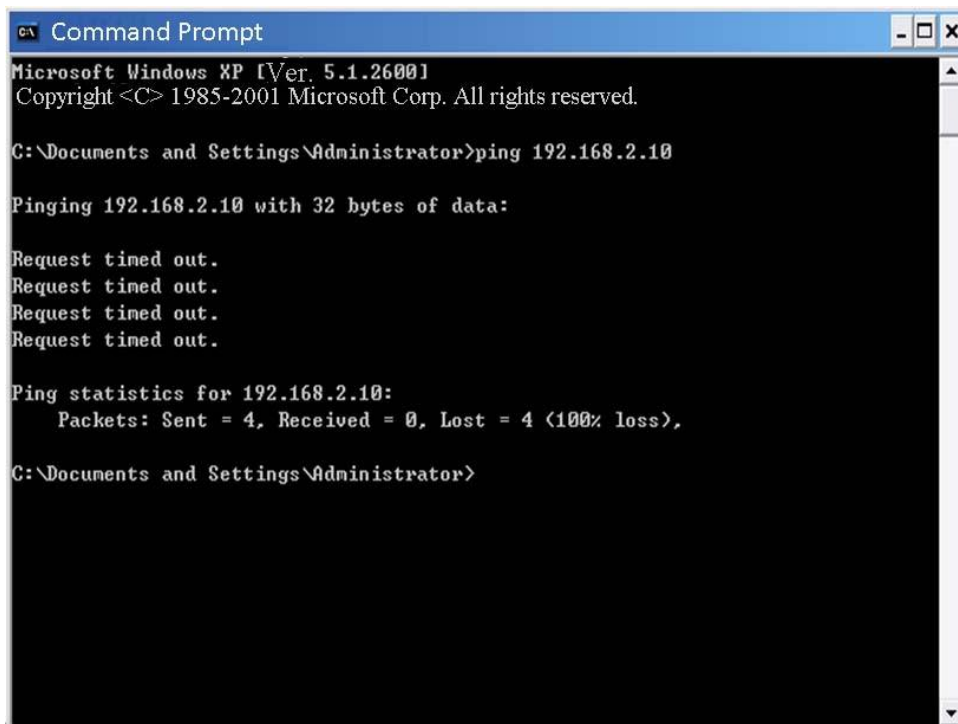 Command Prompt
Microsoft Windows XP [Ver. 5.1.2600]
Copyright <C> 1985-2001 Microsoft Corp. All rights reserved.
C:\Documents and Settings\Administrator>ping 192.168.2.10
Pinging 192.168.2.10 with 32 bytes of data:
Request timed out.
Request timed out.
Request timed out.
Request timed out.
Ping statistics for 192.168.2.10:
Packets: Sent = 4, Received = 0, Lost = 4 (100% loss),
C:\Documents and Settings\Administrator>